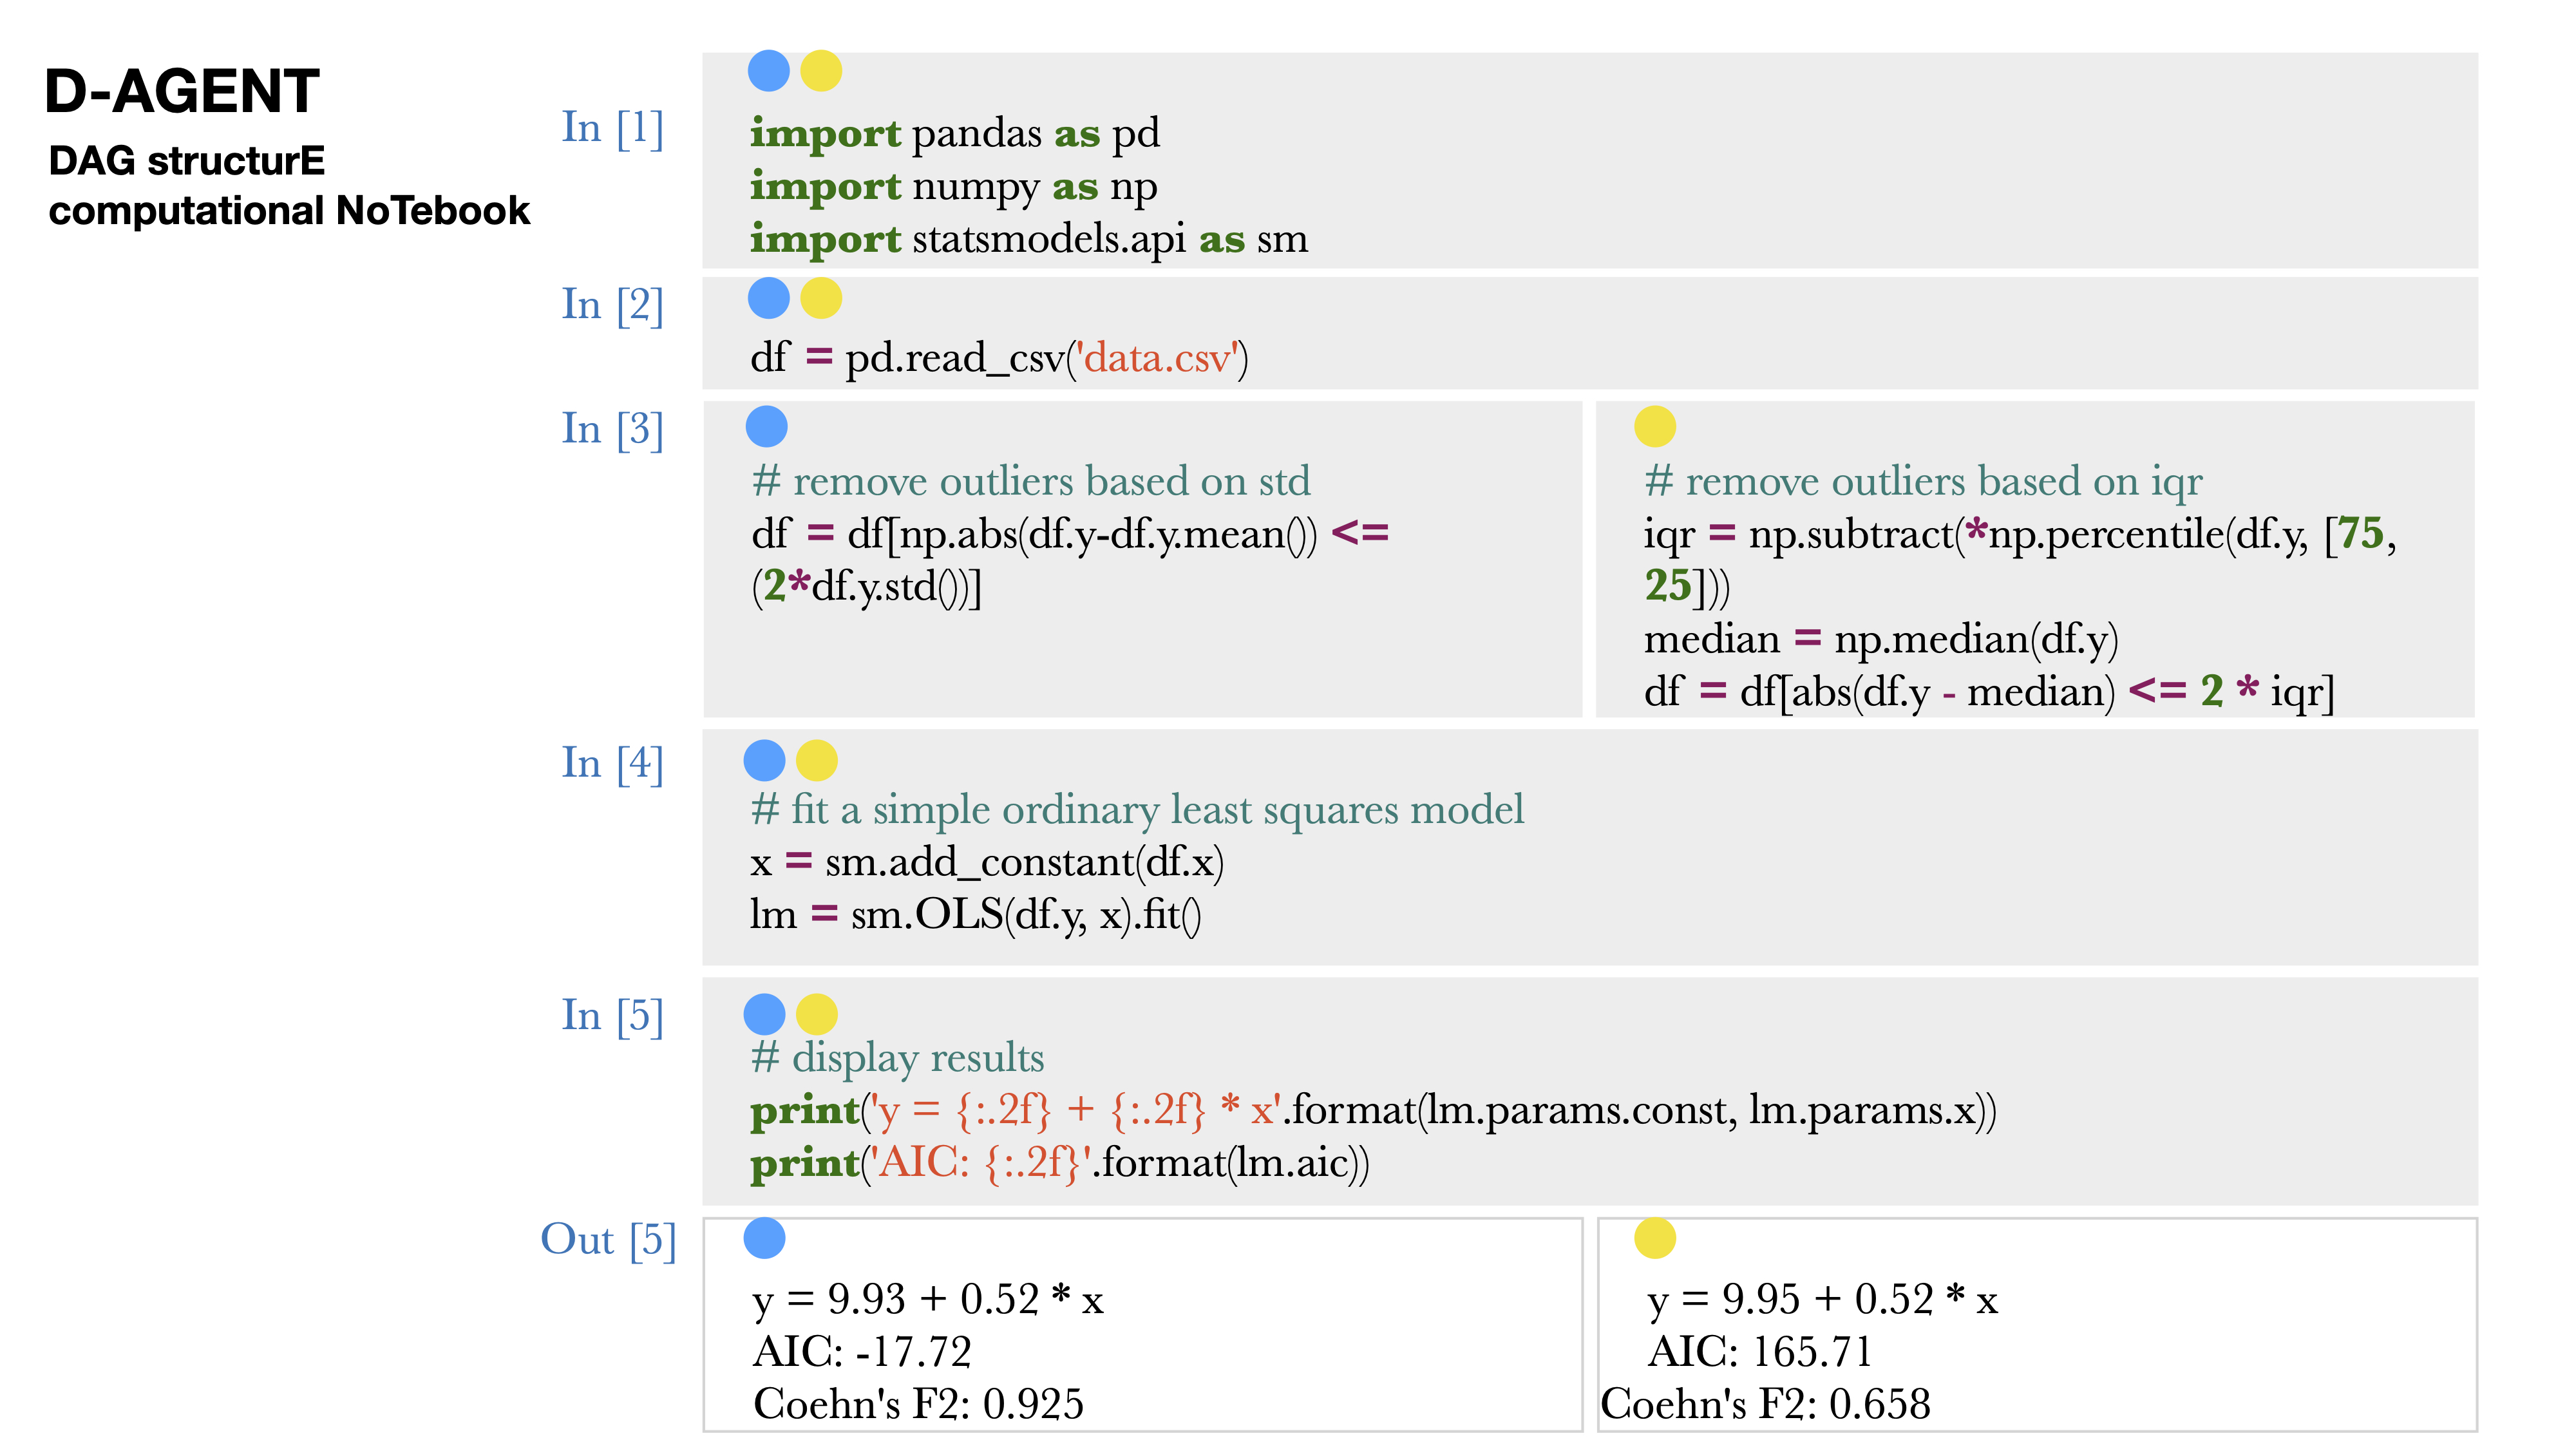 D-AGENT
DAG structurE
computational NoTebook
In [1]
import pandas as pd
import numpy as np
import statsmodels.api as sm
In [2]
df = pd.read_csv('data.csv')
In [3]
# remove outliers based on std
df = df[np.abs(df.y-df.y.mean()) <=
(2*df.y.std())]
# remove outliers based on iqr
iqr = np.subtract(*np.percentile(df.y, [75,
25]))
median = np.median(df.y)
df = df[abs(df.y - median) <= 2 * iqr]
In [4]
# fit a simple ordinary least squares model
x = sm.add_constant(df.x)
lm = sm.OLS(df.y, x).fit()
In [5]
# display results
print('y = {:.2f} + {:.2f} * x'.format(lm.params.const, lm.params.x))
print('AIC: {:.2f}'.format(lm.aic))
Out [5]
y = 9.93 + 0.52 * x
AIC: -17.72
Coehn's F2: 0.925
y = 9.95 + 0.52 * x
AIC: 165.71
Coehn's F2: 0.658